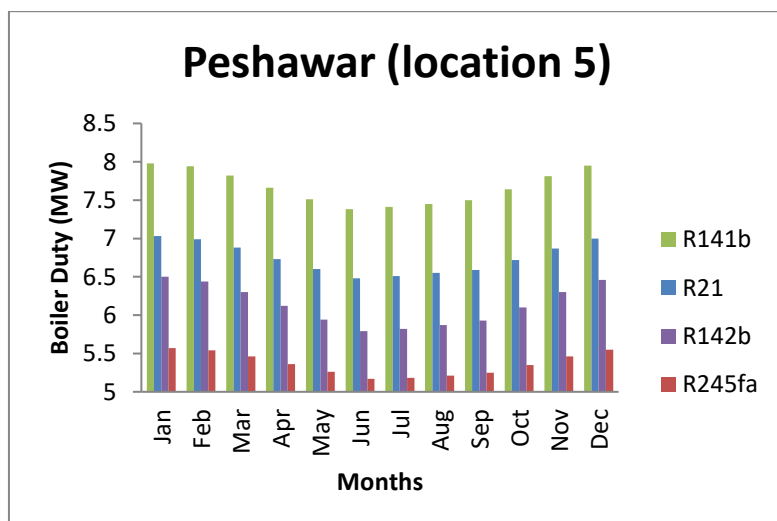 Peshawar (location 5)
Boiler Duty (MW)
8.5
8
7.5
7
6.5
6
5.5
5
Jan Feb Mar Apr May Jun Jul Aug Sep Oct Nov Dec
Months
R141b
R21
R142b
R245fa